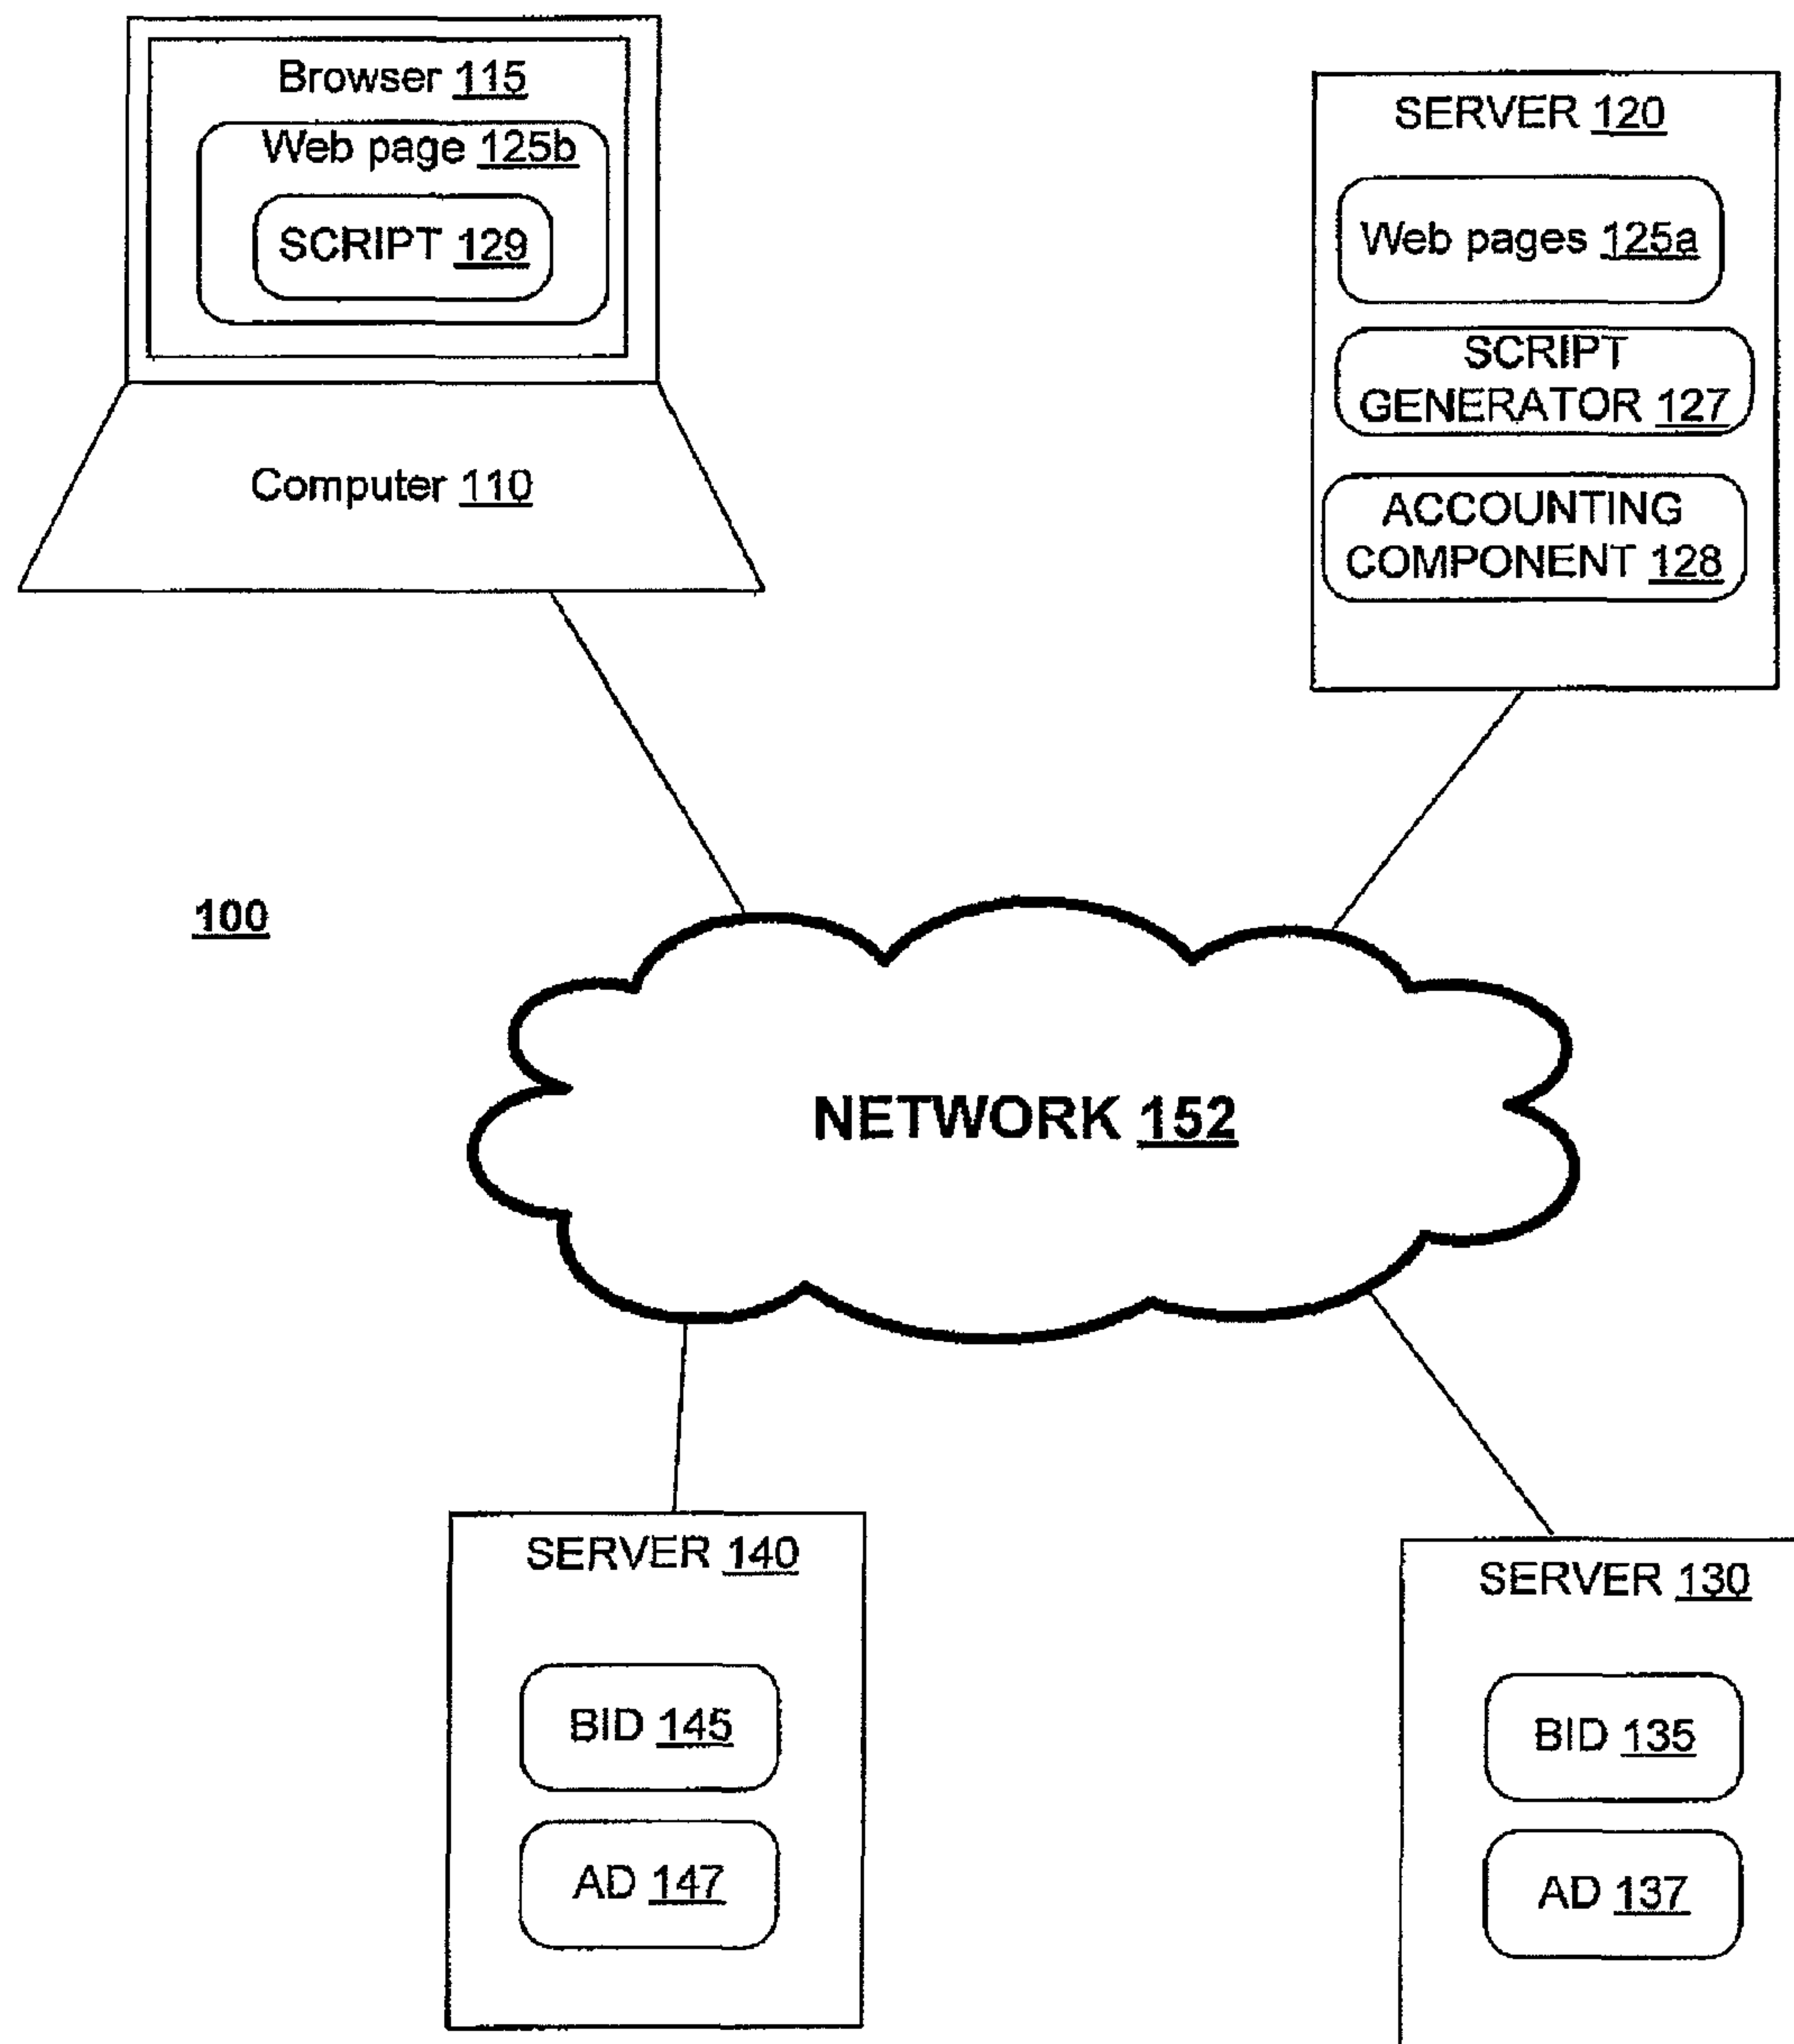 Browser 115
Web page 125b
SCRIPT 129
Computer 110
SERVER 120
Web pages 125a
SCRIPT
GENERATOR 127
ACCOUNTING
COMPONENT 128
100
NETWORK 152
SERVER 140
BID 145
AD 147
SERVER 130
BID 135
AD 137